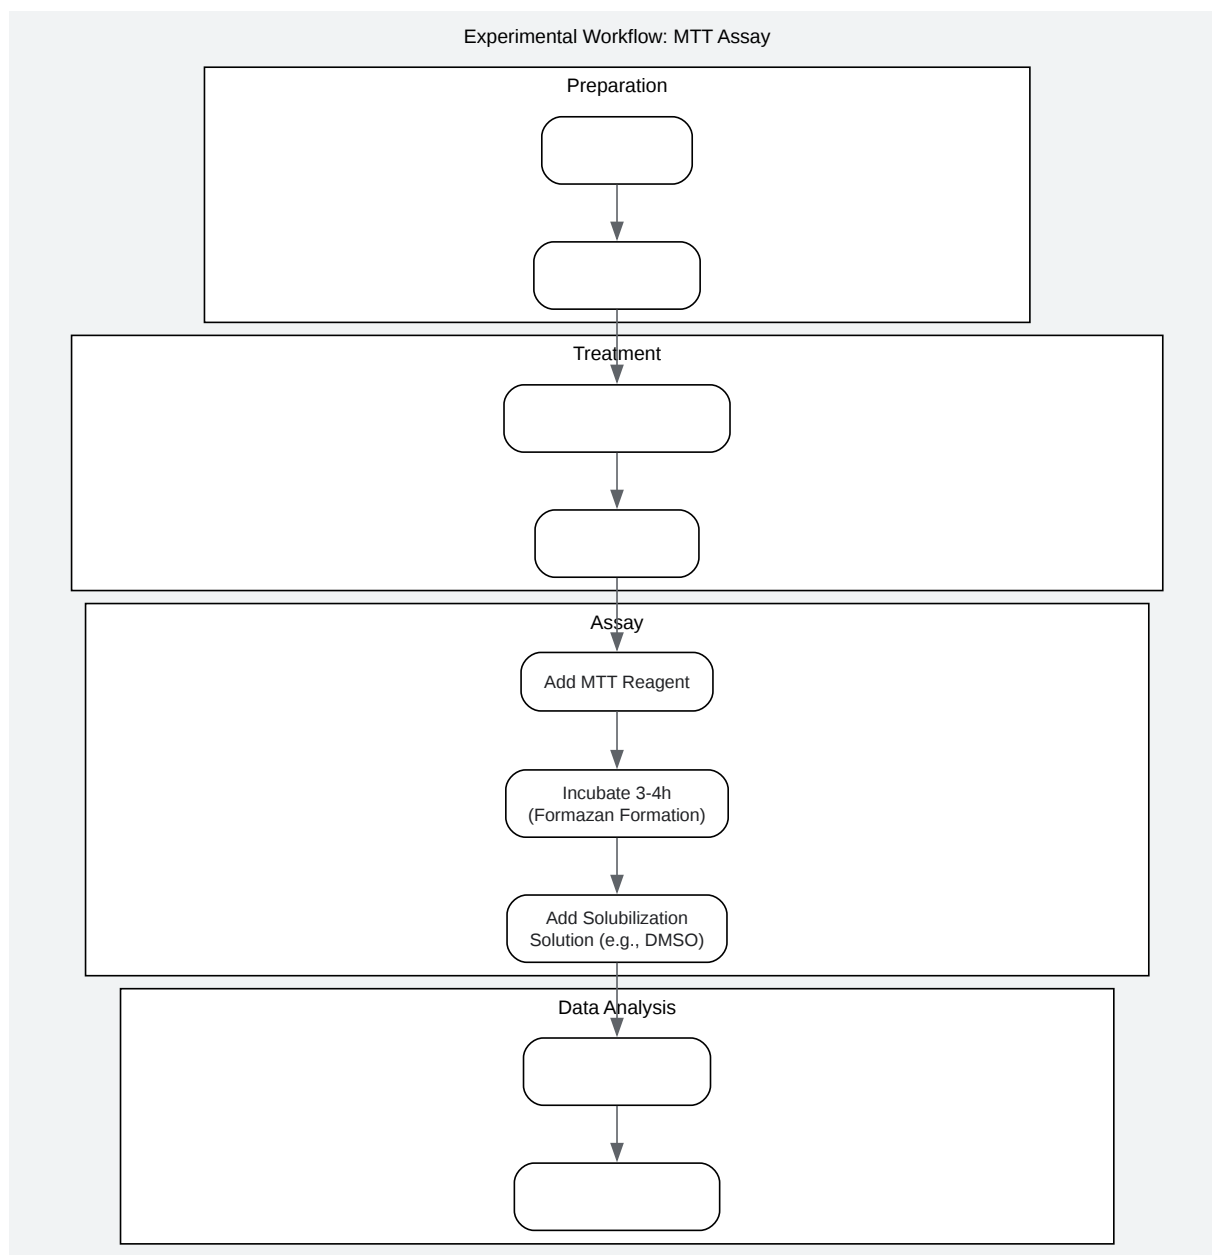 Experimental Workflow: MTT Assay
Preparation
Treatment
Assay
Add MTT Reagent
Incubate 3-4h
(Formazan Formation)
Add Solubilization
Solution (e.g., DMSO)
Data Analysis